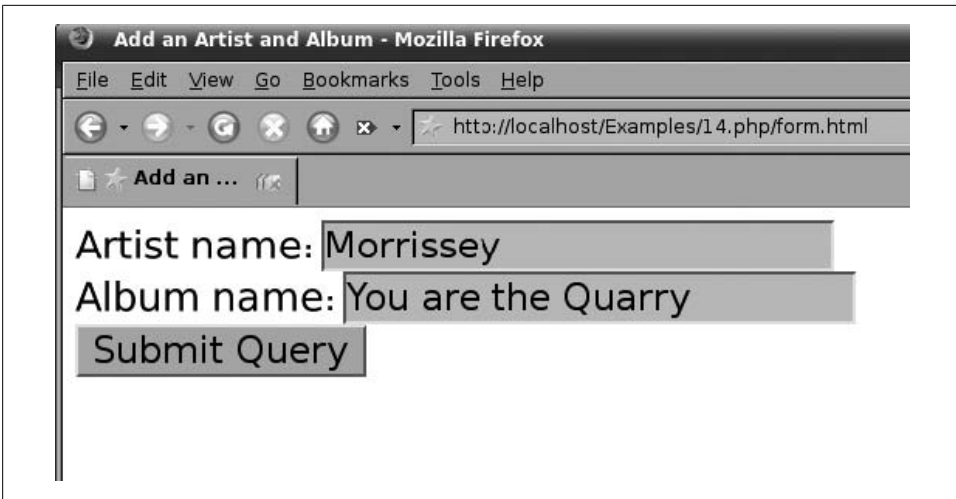 Add an Artist and Album - Mozilla Firefox
File Edit View Go Bookmarks Tools Help
http://localhost/Examples/14.php/form.html
Add an ...
Artist name: Morrissey
Album name: You are the Quarry
Submit Query